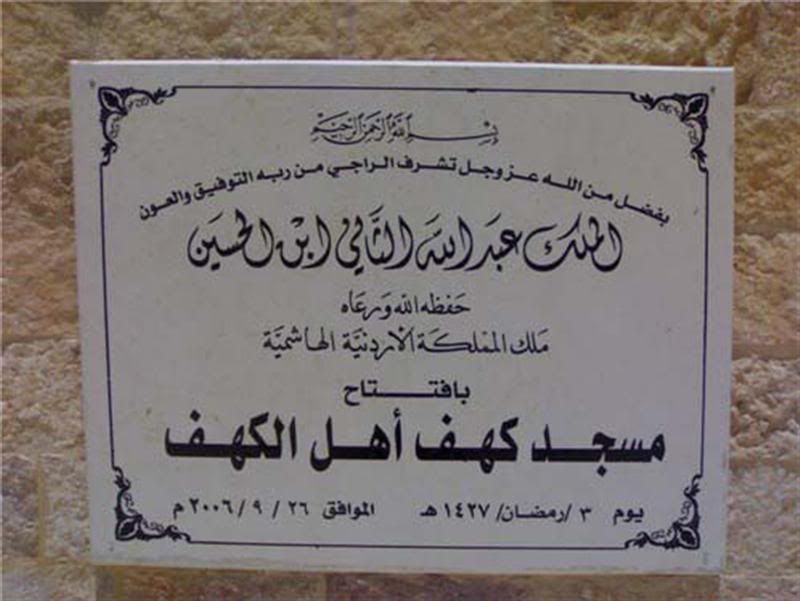 بسم الله الرحمن الرحيم
بفضل من الله عز وجل تشرف الراجي من ربه التوفيق والعون
الملك عبد الله الثاني ابن الحسين
حفظه الله ورعاه
ملك المملكة الأردنية الهاشمية
بافتتاح
مسجد كهف أهل الكهف
يوم ٣ /رمضان/ ١٤٢٧ هـ الموافق ٢٦ / ٩ / ٢٠٠٦ م